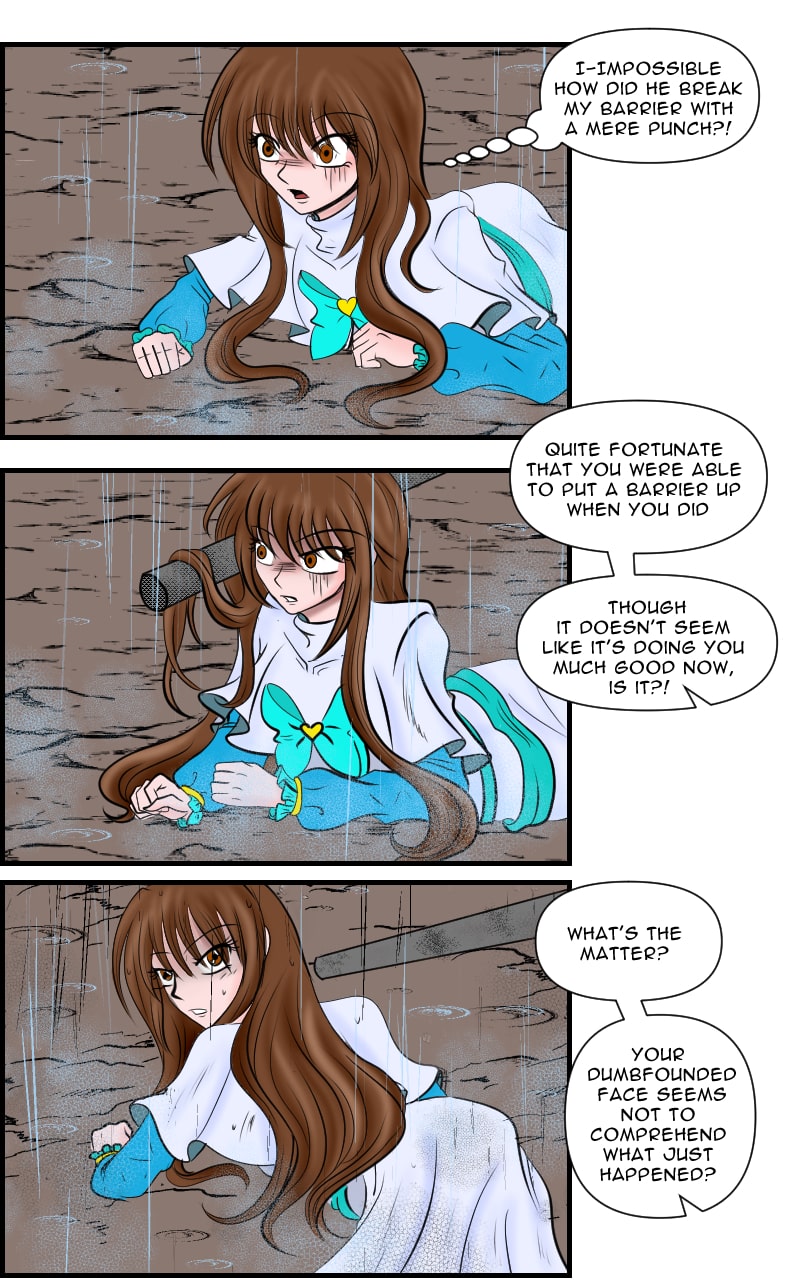 I-IMPOSSIBLE
HOW DID HE BREAK
MY BARRIER WITH
A MERE PUNCH?!
QUITE FORTUNATE
THAT YOU WERE ABLE
TO PUT A BARRIER UP
WHEN YOU DID
THOUGH
IT DOESN'T SEEM
LIKE IT'S DOING YOU
MUCH GOOD NOW,
IS IT?!
WHAT'S THE
MATTER?
YOUR
DUMBFOUNDED
FACE SEEMS
NOT TO
COMPREHEND
WHAT JUST
HAPPENED?